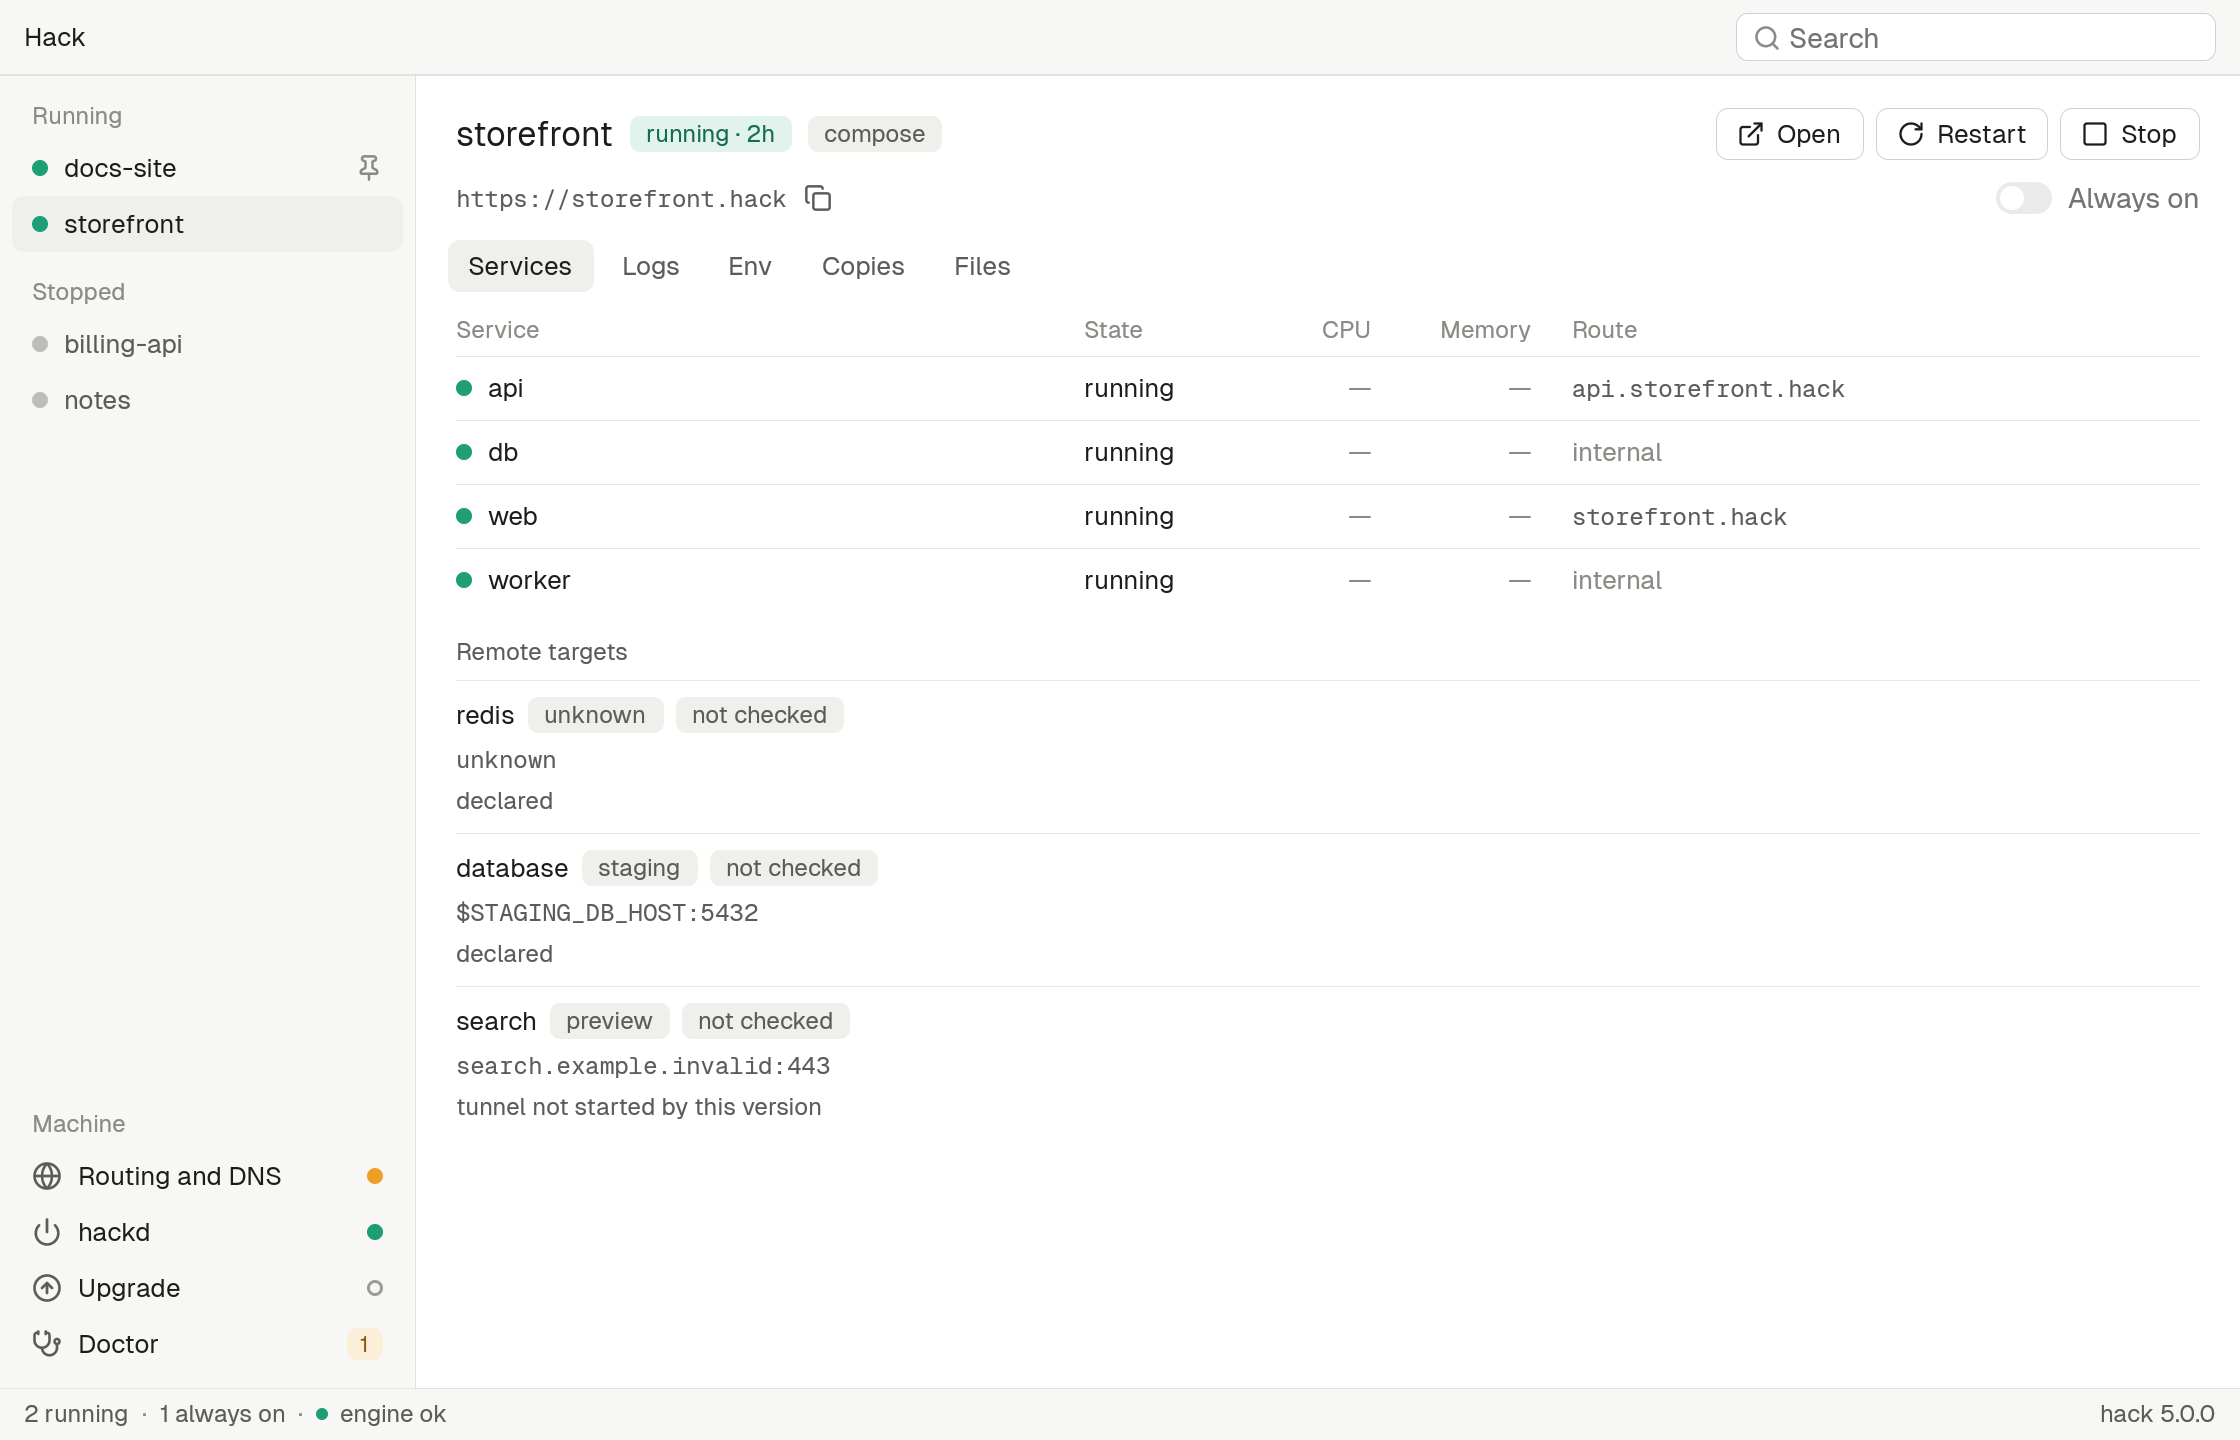 Hack
Search
Running
docs-site
storefront
Stopped
billing-api
notes
Machine
Routing and DNS
hackd
Upgrade
Doctor 1
storefront running · 2h compose
Open Restart Stop
https://storefront.hack
Always on
Services Logs Env Copies Files
Service State CPU Memory Route
api running — — api.storefront.hack
db running — — internal
web running — — storefront.hack
worker running — — internal
Remote targets
redis unknown not checked
unknown
declared
database staging not checked
$STAGING_DB_HOST:5432
declared
search preview not checked
search.example.invalid:443
tunnel not started by this version
2 running · 1 always on · engine ok
hack 5.0.0